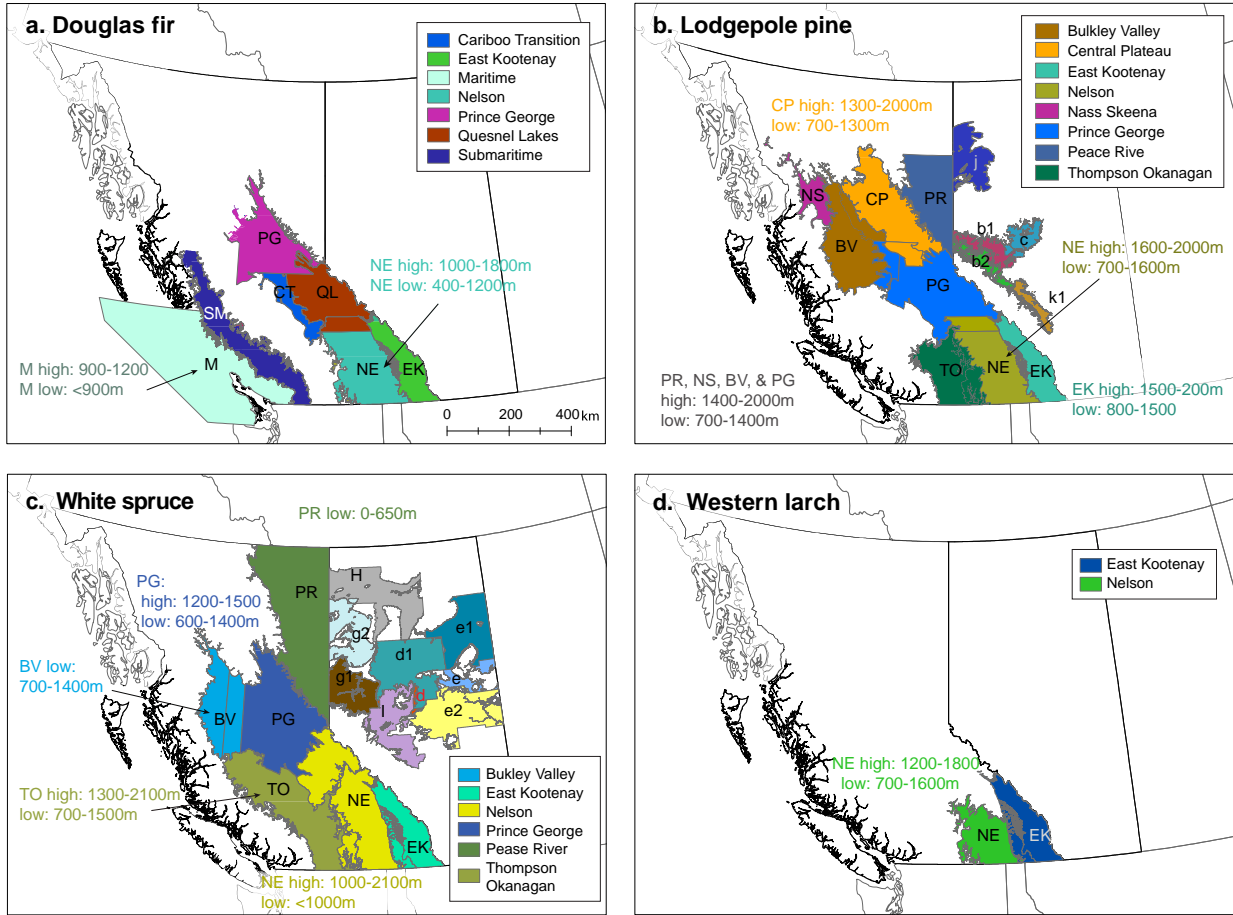 a. Douglas fir
Cariboo Transition
East Kootenay
Maritime
Nelson
Prince George
Quesnel Lakes
Submaritime
PG
CT
QL
NE high: 1000-1800m
NE low: 400-1200m
SM
M
M high: 900-1200
M low: <900m
NE
EK
0 200 400 km
b. Lodgepole pine
Bulkley Valley
Central Plateau
East Kootenay
Nelson
Nass Skeena
Prince George
Peace Rive
Thompson Okanagan
CP high: 1300-2000m
low: 700-1300m
j
NS
CP
PR
BV
b1
c
b2
NE high: 1600-2000m
low: 700-1600m
PG
k1
TO
NE
EK
PR, NS, BV, & PG
high: 1400-2000m
low: 700-1400m
EK high: 1500-200m
low: 800-1500
c. White spruce
PR low: 0-650m
PG:
high: 1200-1500
low: 600-1400m
PR
H
g2
e1
d1
BV low:
700-1400m
g1
e
d
l
e2
BV
PG
TO
TO high: 1300-2100m
low: 700-1500m
NE
EK
NE high: 1000-2100m
low: <1000m
Bukley Valley
East Kootenay
Nelson
Prince George
Pease River
Thompson
Okanagan
d. Western larch
East Kootenay
Nelson
NE high: 1200-1800
low: 700-1600m
NE
EK